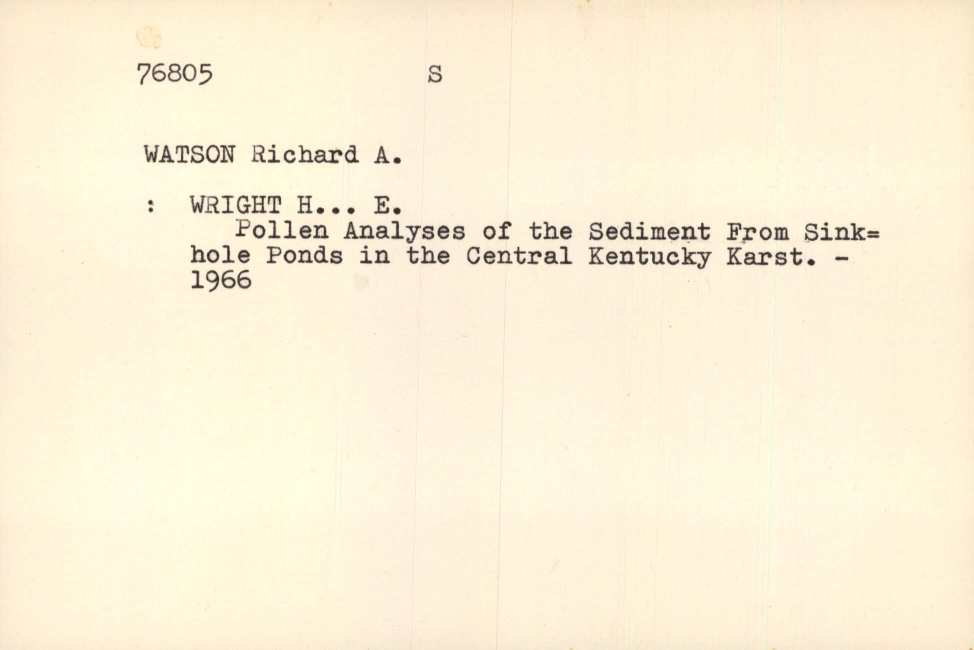 76805 S
WATSON Richard A.
: WRIGHT H... E.
Pollen Analyses of the Sediment From Sink=
hole Ponds in the Central Kentucky Karst. -
1966